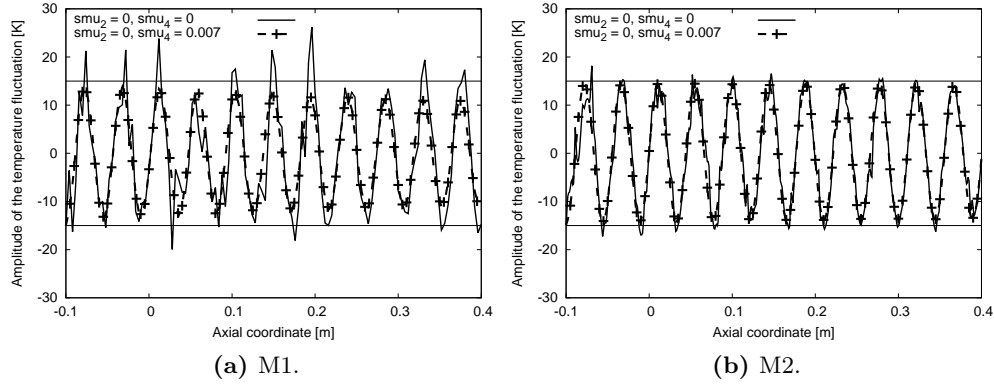 smu2 = 0, smu4 = 0
smu2 = 0, smu4 = 0.007
Amplitude of the temperature fluctuation [K]
30
20
10
0
-10
-20
-30
-0.1
0
0.1
0.2
0.3
0.4
Axial coordinate [m]
(a) M1.
smu2 = 0, smu4 = 0
smu2 = 0, smu4 = 0.007
Amplitude of the temperature fluctuation [K]
30
20
10
0
-10
-20
-30
-0.1
0
0.1
0.2
0.3
0.4
Axial coordinate [m]
(b) M2.